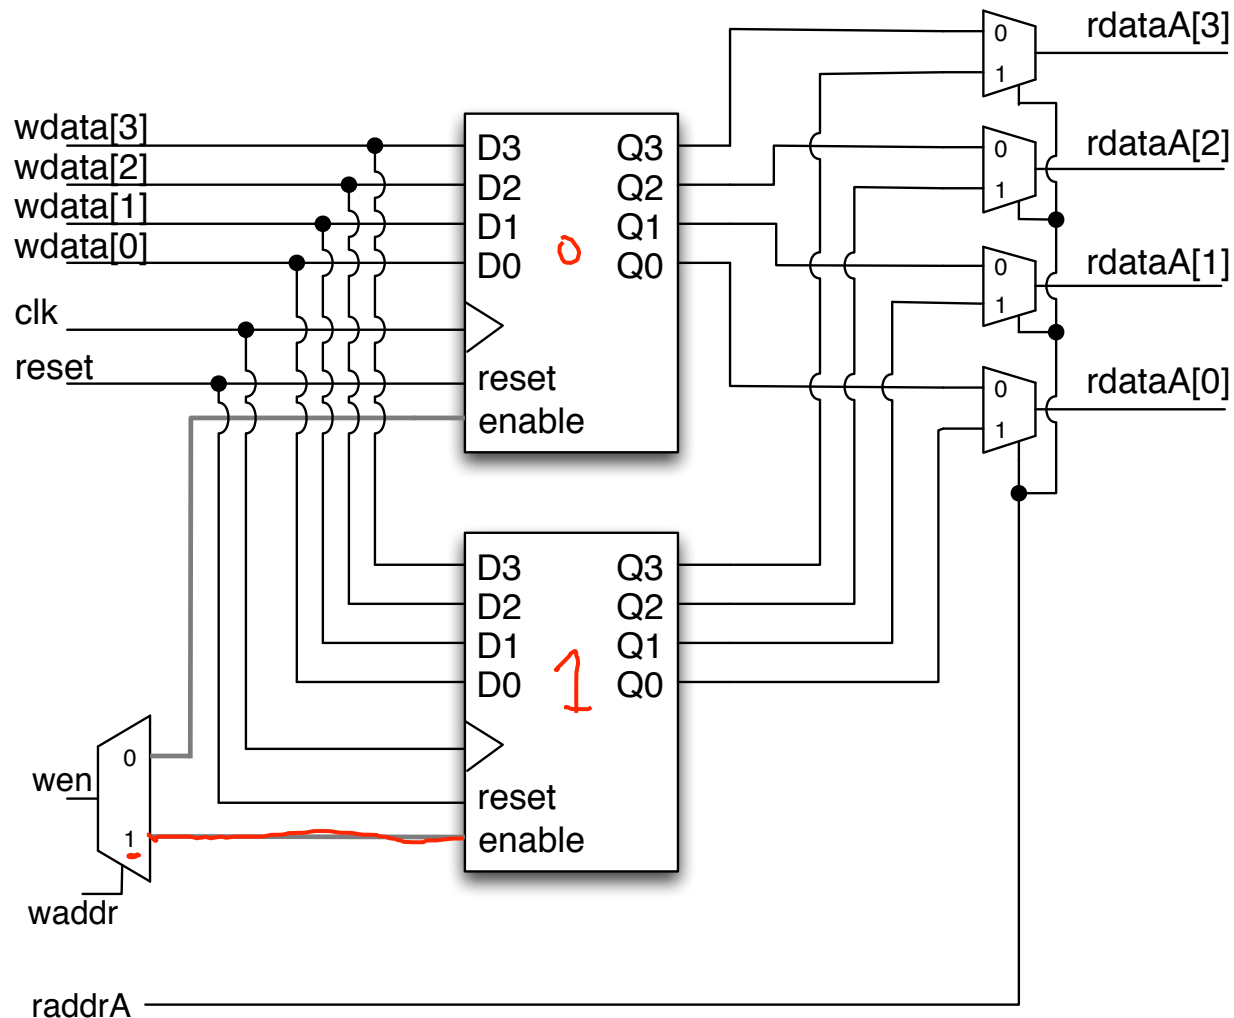 wdata[3]
wdata[2]
wdata[1]
wdata[0]
clk
reset
D3 Q3
D2 Q2
D1 Q1
D0 Q0
0
reset
enable
D3 Q3
D2 Q2
D1 Q1
D0 Q0
1
reset
enable
wen
0
1
waddr
raddrA
0
1
rdataA[3]
0
1
rdataA[2]
0
1
rdataA[1]
0
1
rdataA[0]